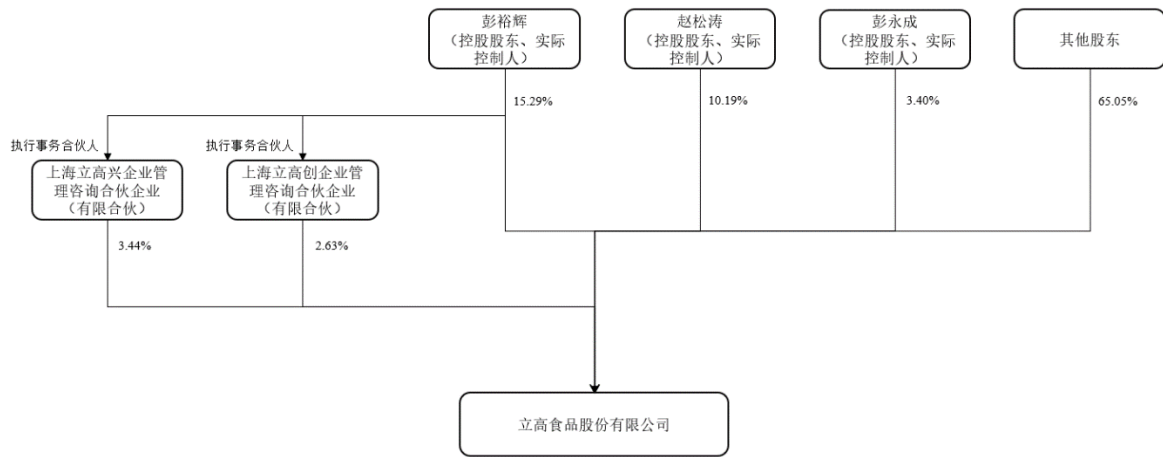 彭裕辉
（控股股东、实际
控制人）
赵松涛
（控股股东、实际
控制人）
彭永成
（控股股东、实际
控制人）
其他股东
15.29%
10.19%
3.40%
65.05%
执行事务合伙人
执行事务合伙人
上海立高兴企业管
理咨询合伙企业
（有限合伙）
上海立高创企业管
理咨询合伙企业
（有限合伙）
3.44%
2.63%
立高食品股份有限公司